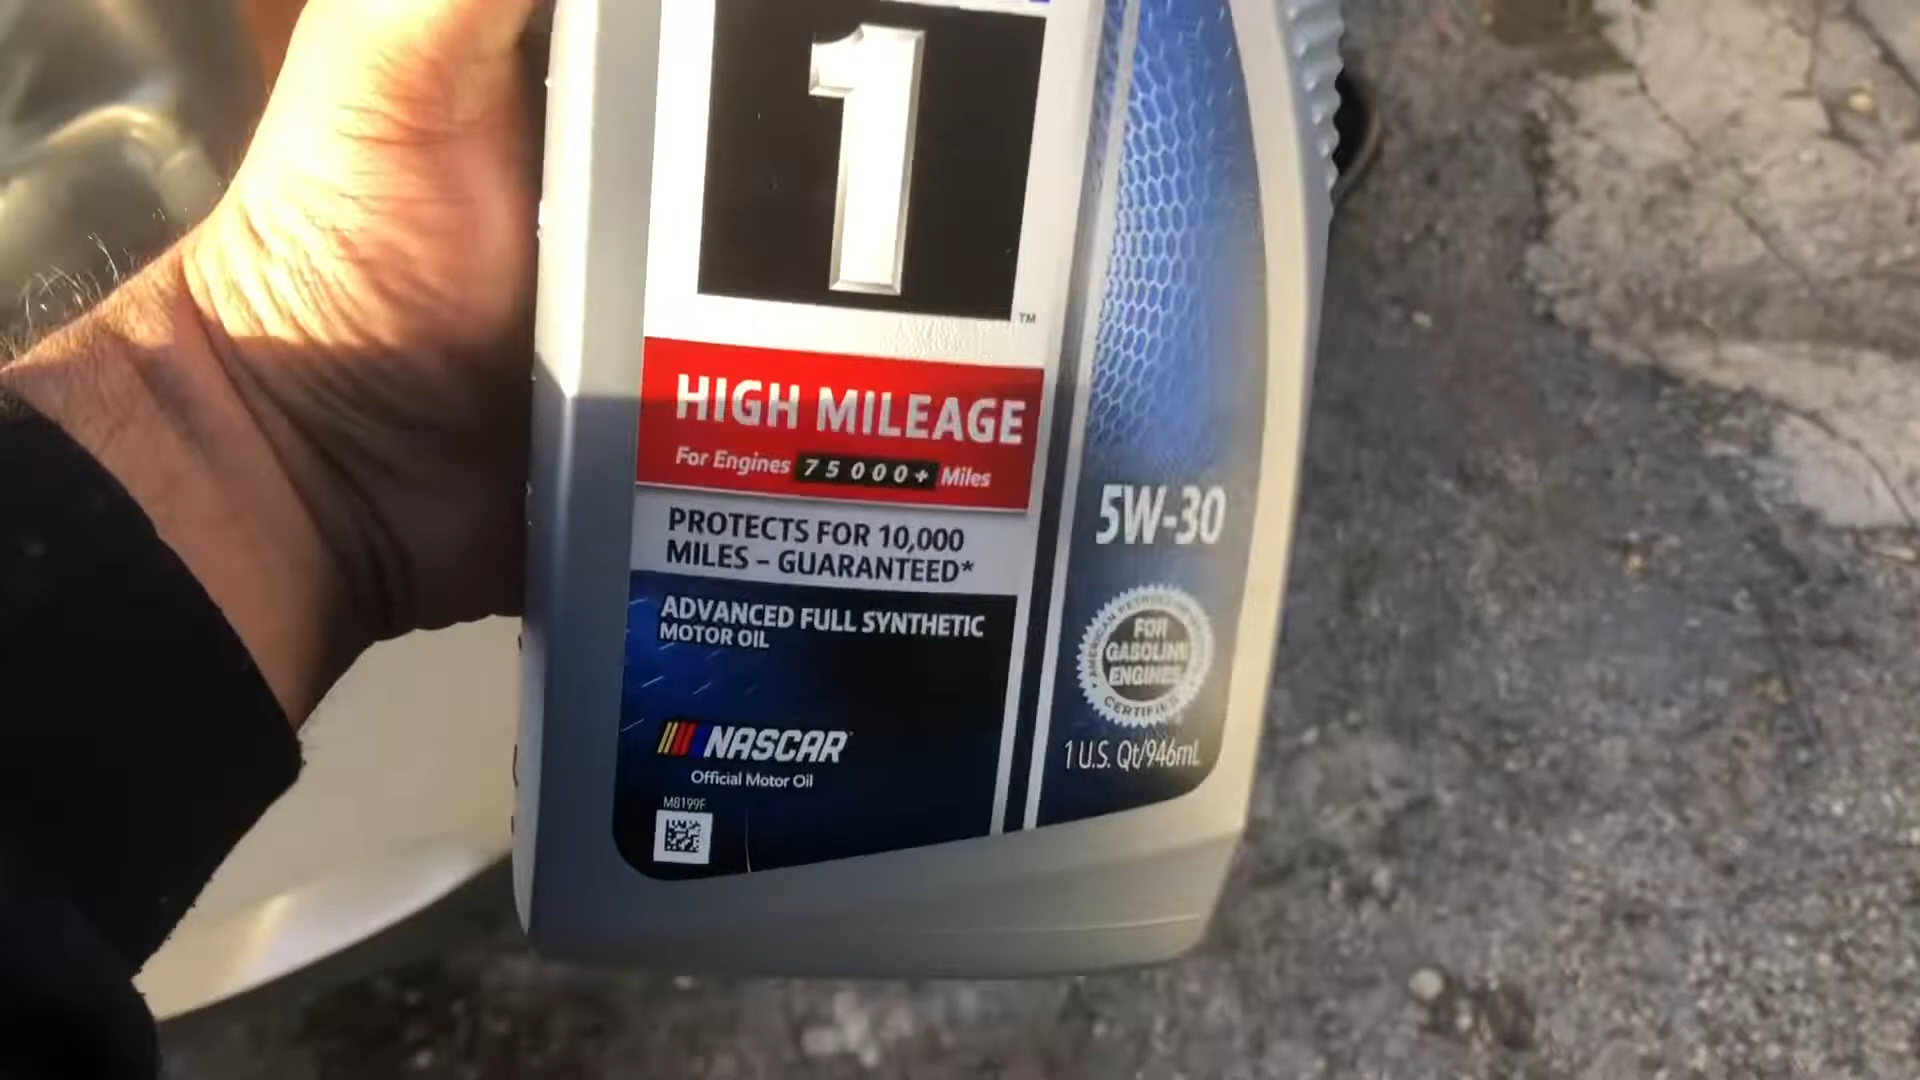 1
TM
HIGH MILEAGE
For Engines 75000+ Miles
PROTECTS FOR 10,000
MILES – GUARANTEED*
ADVANCED FULL SYNTHETIC
MOTOR OIL
NASCAR
Official Motor Oil
M8199F
5W-30
FOR
GASOLINE
ENGINES
CERTIFIED
1 U.S. Qt/946mL